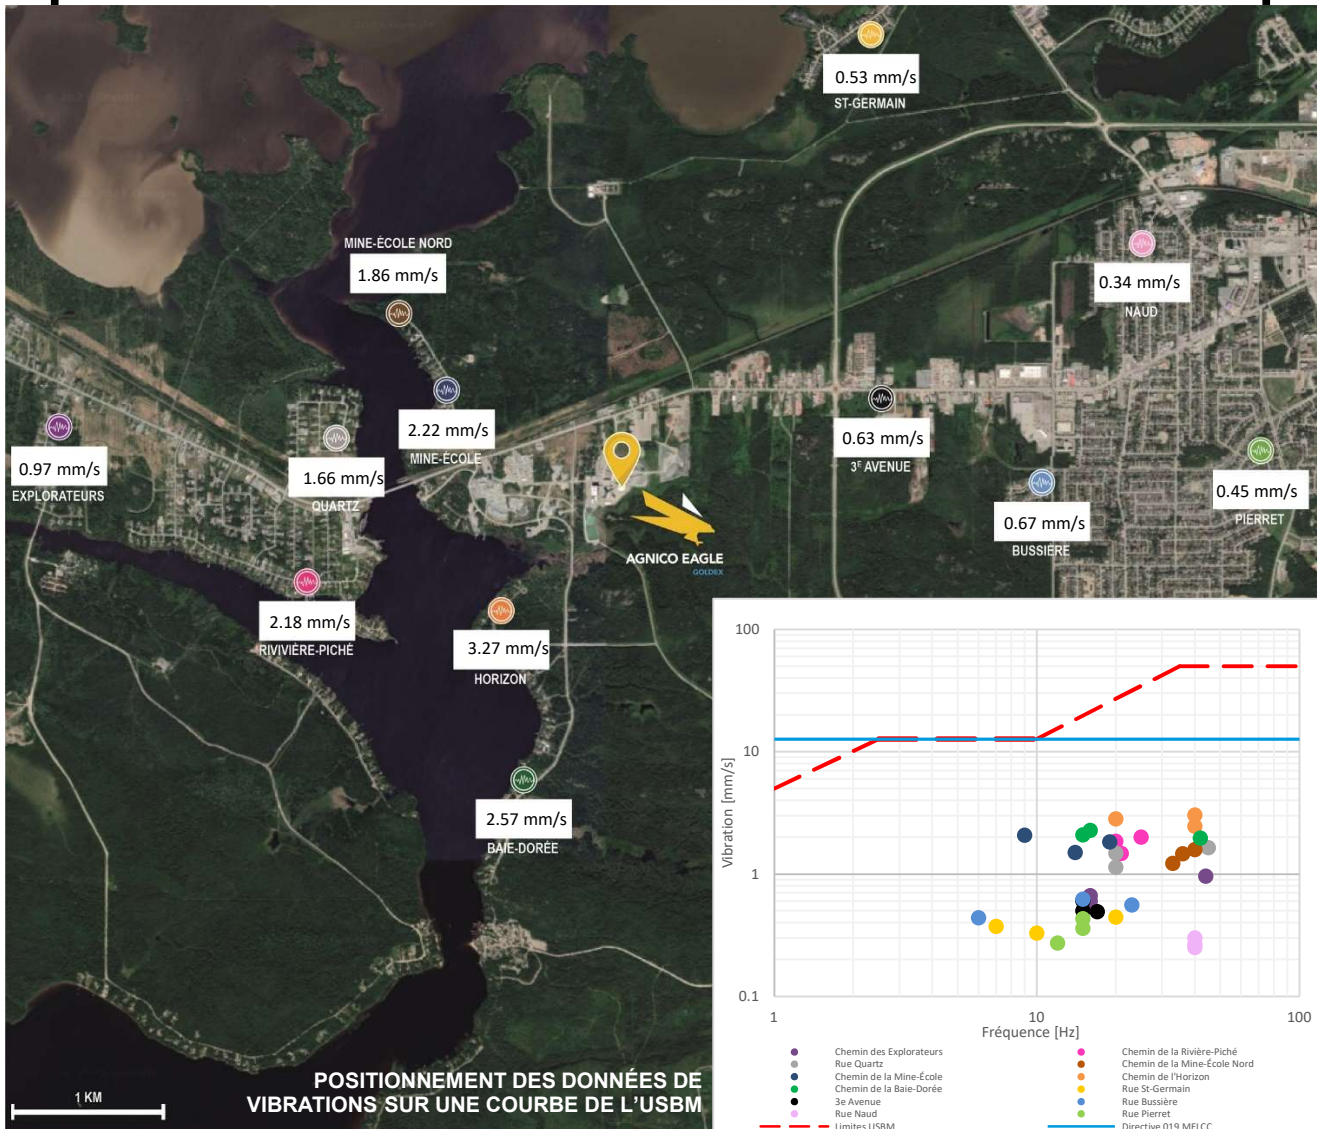 0.53 mm/s
ST-GERMAIN
MINE-ÉCOLE NORD
1.86 mm/s
0.34 mm/s
NAUD
2.22 mm/s
MINE-ÉCOLE
0.97 mm/s
EXPLORATEURS
1.66 mm/s
QUARTZ
0.63 mm/s
3E AVENUE
0.45 mm/s
PIERRET
0.67 mm/s
BUSSIÈRE
AGNICO EAGLE
GOLDEX
2.18 mm/s
RIVIVIÈRE-PICHÉ
3.27 mm/s
HORIZON
2.57 mm/s
BAIE-DORÉE
POSITIONNEMENT DES DONNÉES DE
VIBRATIONS SUR UNE COURBE DE L'USBM
1 KM
100
10
1
0.1
Vibration [mm/s]
1
10
100
Fréquence [Hz]
Chemin des Explorateurs
Chemin de la Rivière-Piché
Rue Quartz
Chemin de la Mine-École Nord
Chemin de la Mine-École
Chemin de l'Horizon
Chemin de la Baie-Dorée
Rue St-Germain
3e Avenue
Rue Bussière
Rue Naud
Rue Pierret
Limites USBM
Directive 019 MELCC